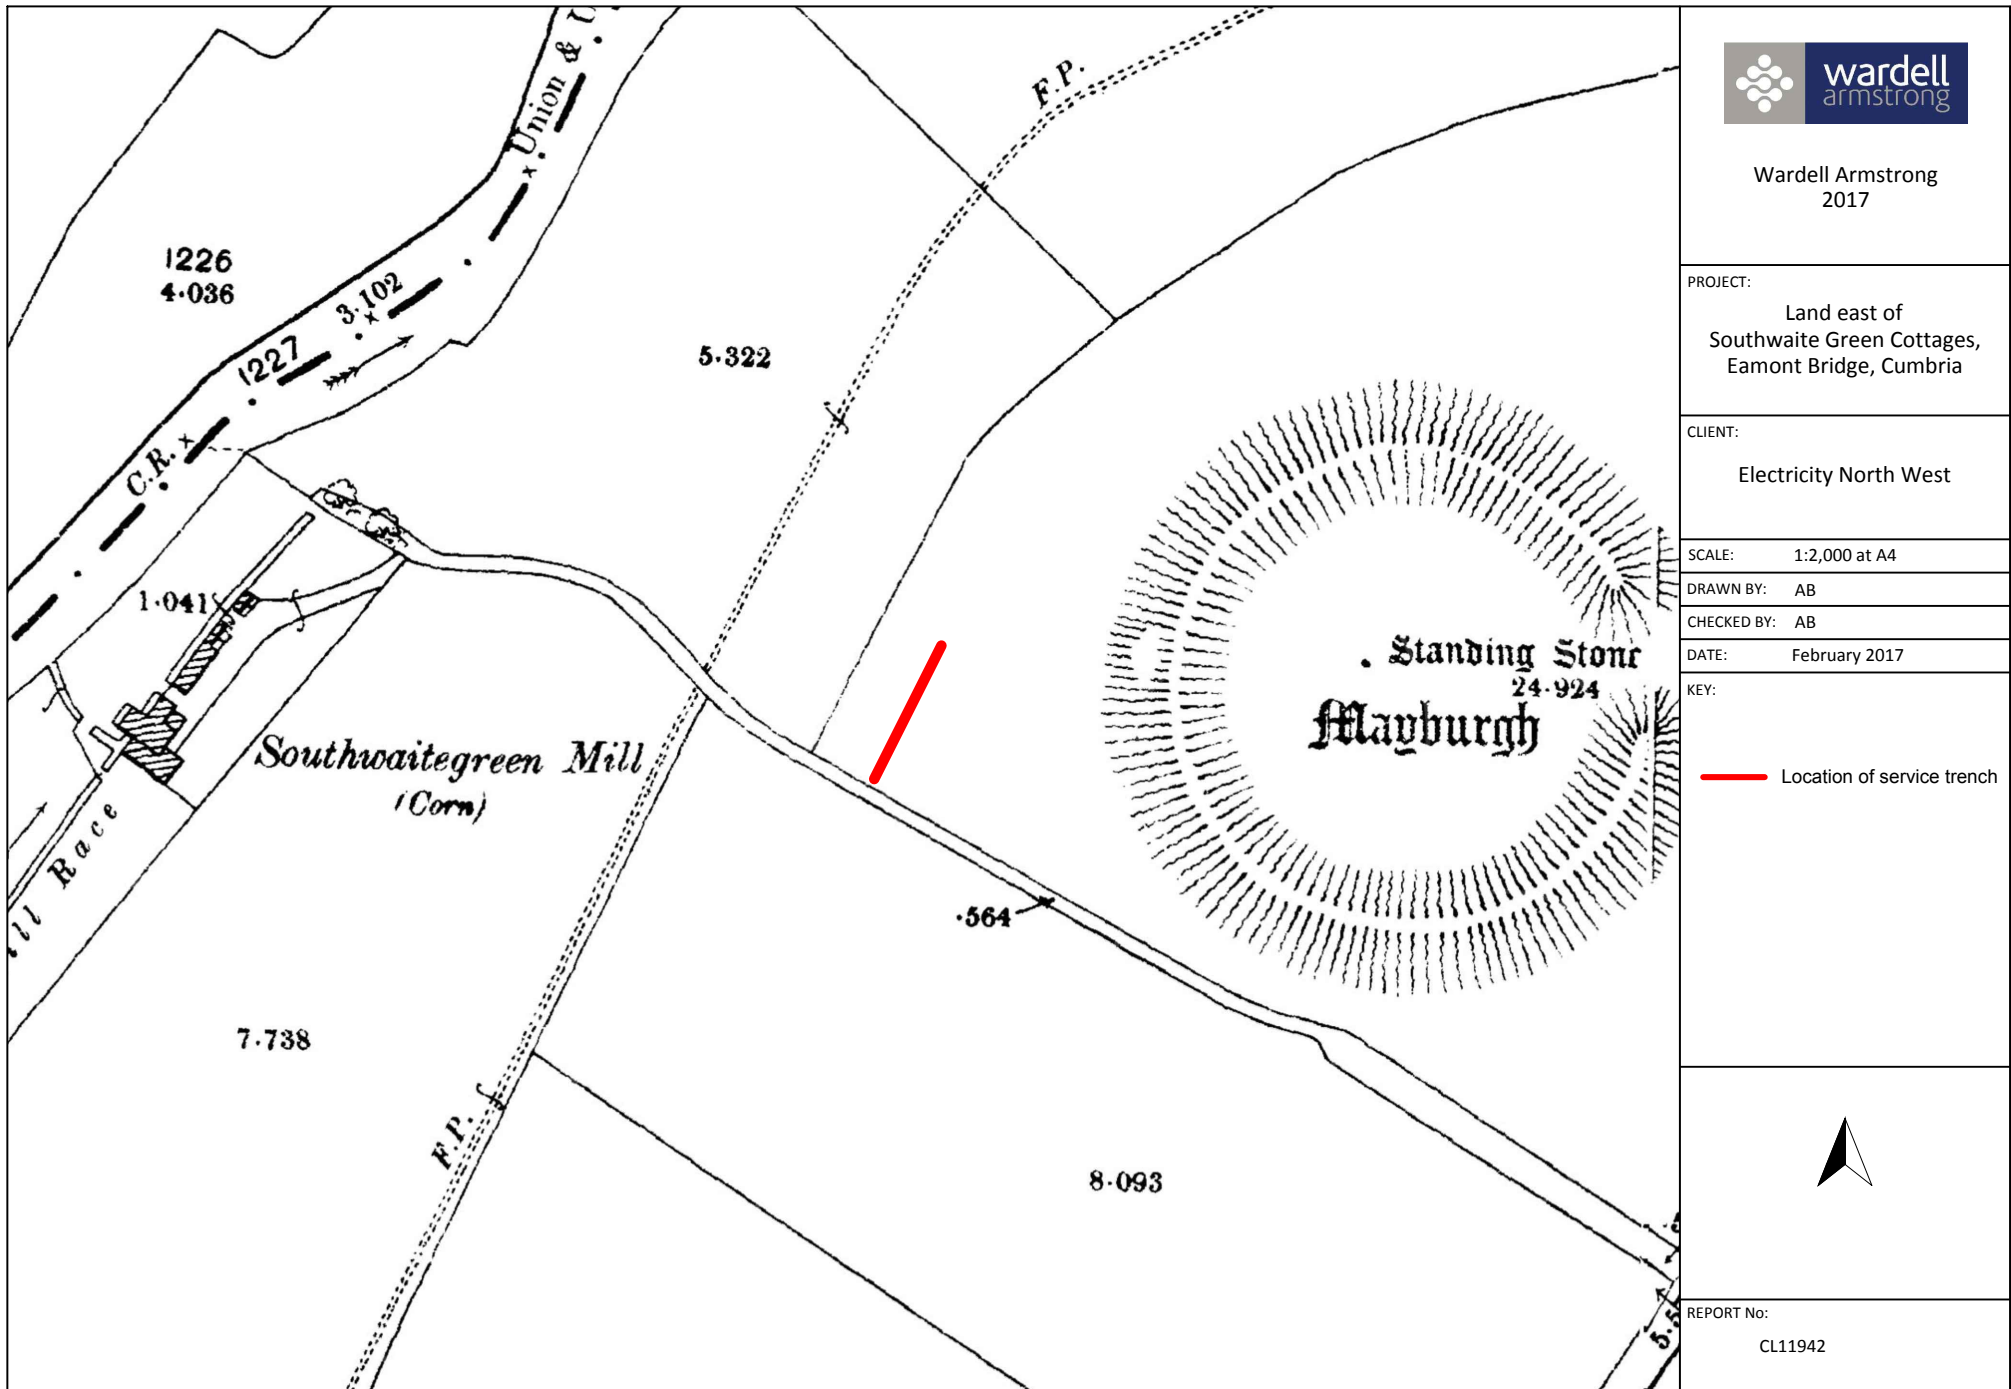 Union & U
F.P.
1226
4·036
3.102
1227
5·322
C.R.
1·041
Standing Stone
24·924
Mayburgh
Southwaitegreen Mill
(Corn)
Race
·564
7·738
F.P.
8·093
5.5
wardell
armstrong
Wardell Armstrong
2017
PROJECT:
Land east of
Southwaite Green Cottages,
Eamont Bridge, Cumbria
CLIENT:
Electricity North West
SCALE: 1:2,000 at A4
DRAWN BY: AB
CHECKED BY: AB
DATE: February 2017
KEY:
Location of service trench
REPORT No:
CL11942